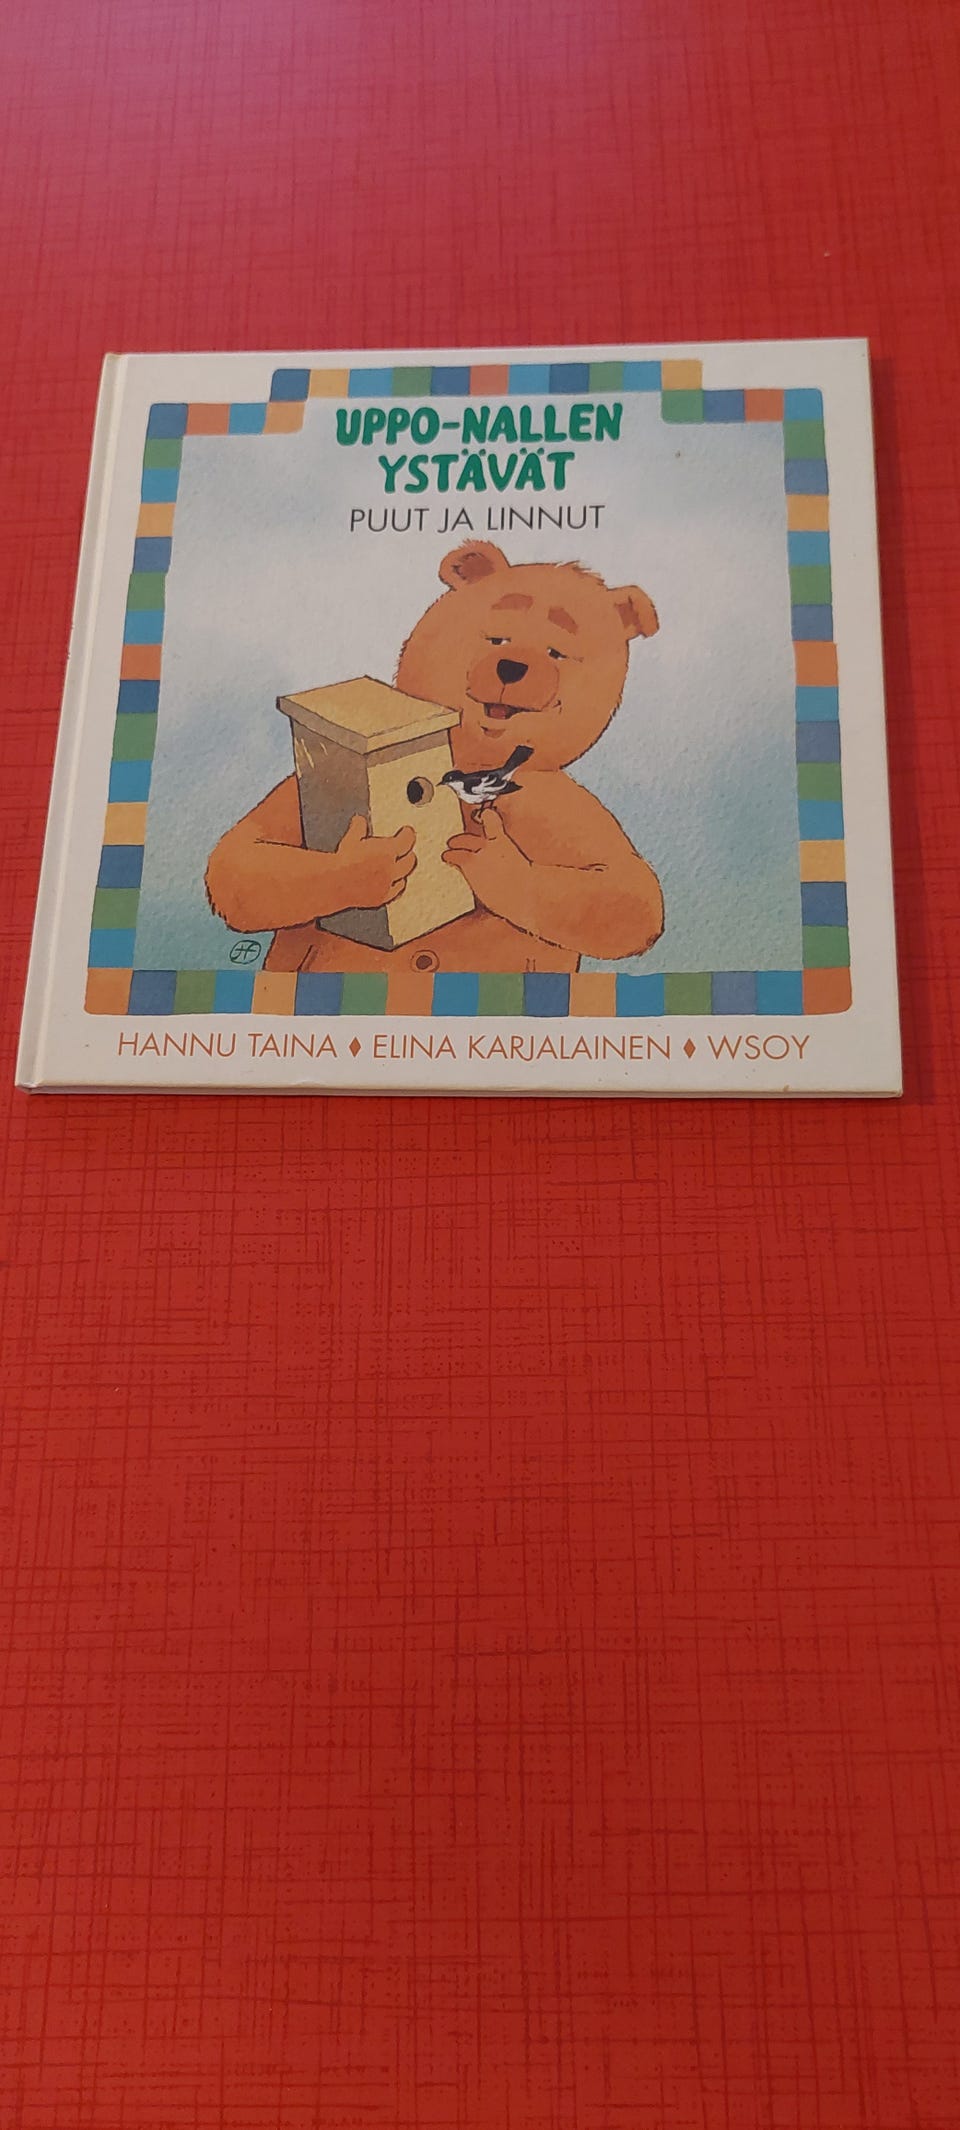 UPPO-NALLEN
YSTÄVÄT
PUUT JA LINNUT
HANNU TAINA ♦ ELINA KARJALAINEN ♦ WSOY